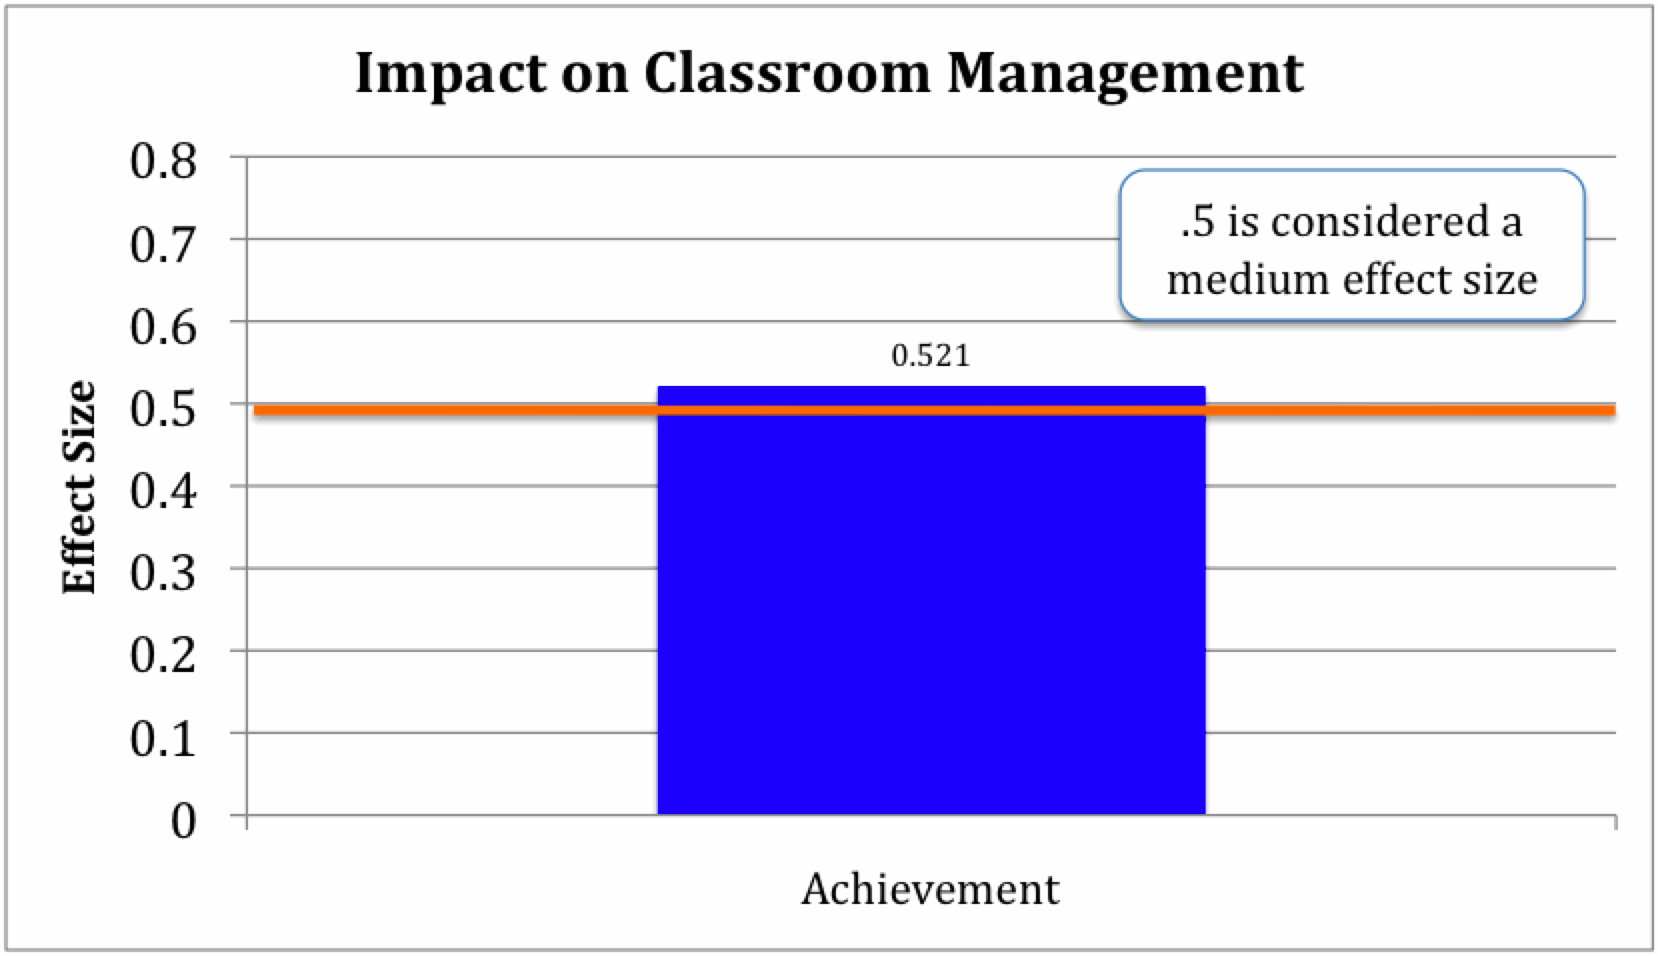 Impact on Classroom Management
0.8
0.7
0.6
0.5
0.4
0.3
0.2
0.1
0
Effect Size
.5 is considered a
medium effect size
0.521
Achievement